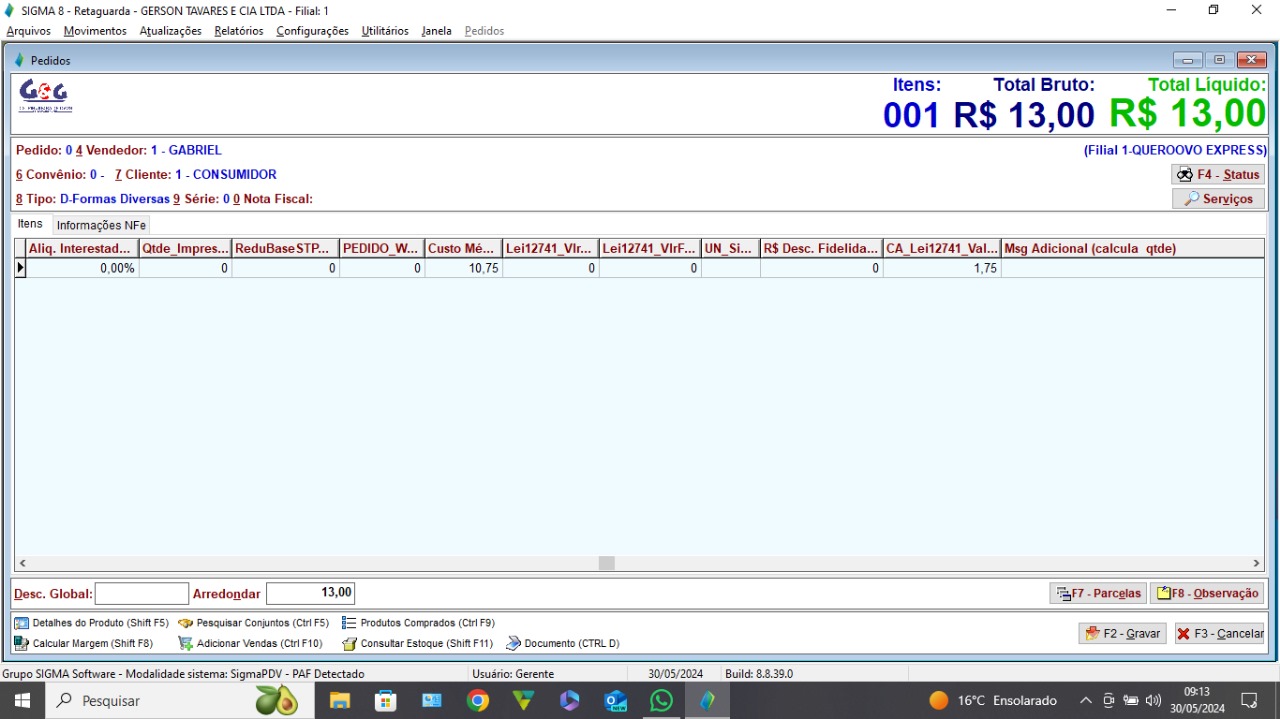 SIGMA 8 - Retaguarda - GERSON TAVARES E CIA LTDA - Filial: 1
Arquivos Movimentos Atualizações Relatórios Configurações Utilitários Janela Pedidos
Pedidos
G&G
Itens: Total Bruto: Total Líquido:
001 R$ 13,00 R$ 13,00
Pedido: 0 4 Vendedor: 1 - GABRIEL (Filial 1-QUEROOVO EXPRESS)
6 Convênio: 0 - 7 Cliente: 1 - CONSUMIDOR F4 - Status
8 Tipo: D-Formas Diversas 9 Série: 0 0 Nota Fiscal: Serviços
Itens Informações NFe
Aliq. Interestad... Qtde_Impres... ReduBaseSTP... PEDIDO_W... Custo Mé... Lei12741_Vlr... Lei12741_VlrF... UN_Si... R$ Desc. Fidelida... CA_Lei12741_Val... Msg Adicional (calcula qtde)
0,00% 0 0 0 10,75 0 0 0 1,75
Desc. Global: Arredondar 13,00 F7 - Parcelas F8 - Observação
Detalhes do Produto (Shift F5) Pesquisar Conjuntos (Ctrl F5) Produtos Comprados (Ctrl F9)
Calcular Margem (Shift F8) Adicionar Vendas (Ctrl F10) Consultar Estoque (Shift F11) Documento (CTRL D) F2 - Gravar F3 - Cancelar
Grupo SIGMA Software - Modalidade sistema: SigmaPDV - PAF Detectado Usuário: Gerente 30/05/2024 Build: 8.8.39.0
Pesquisar NEW 16°C Ensolarado 09:13
30/05/2024